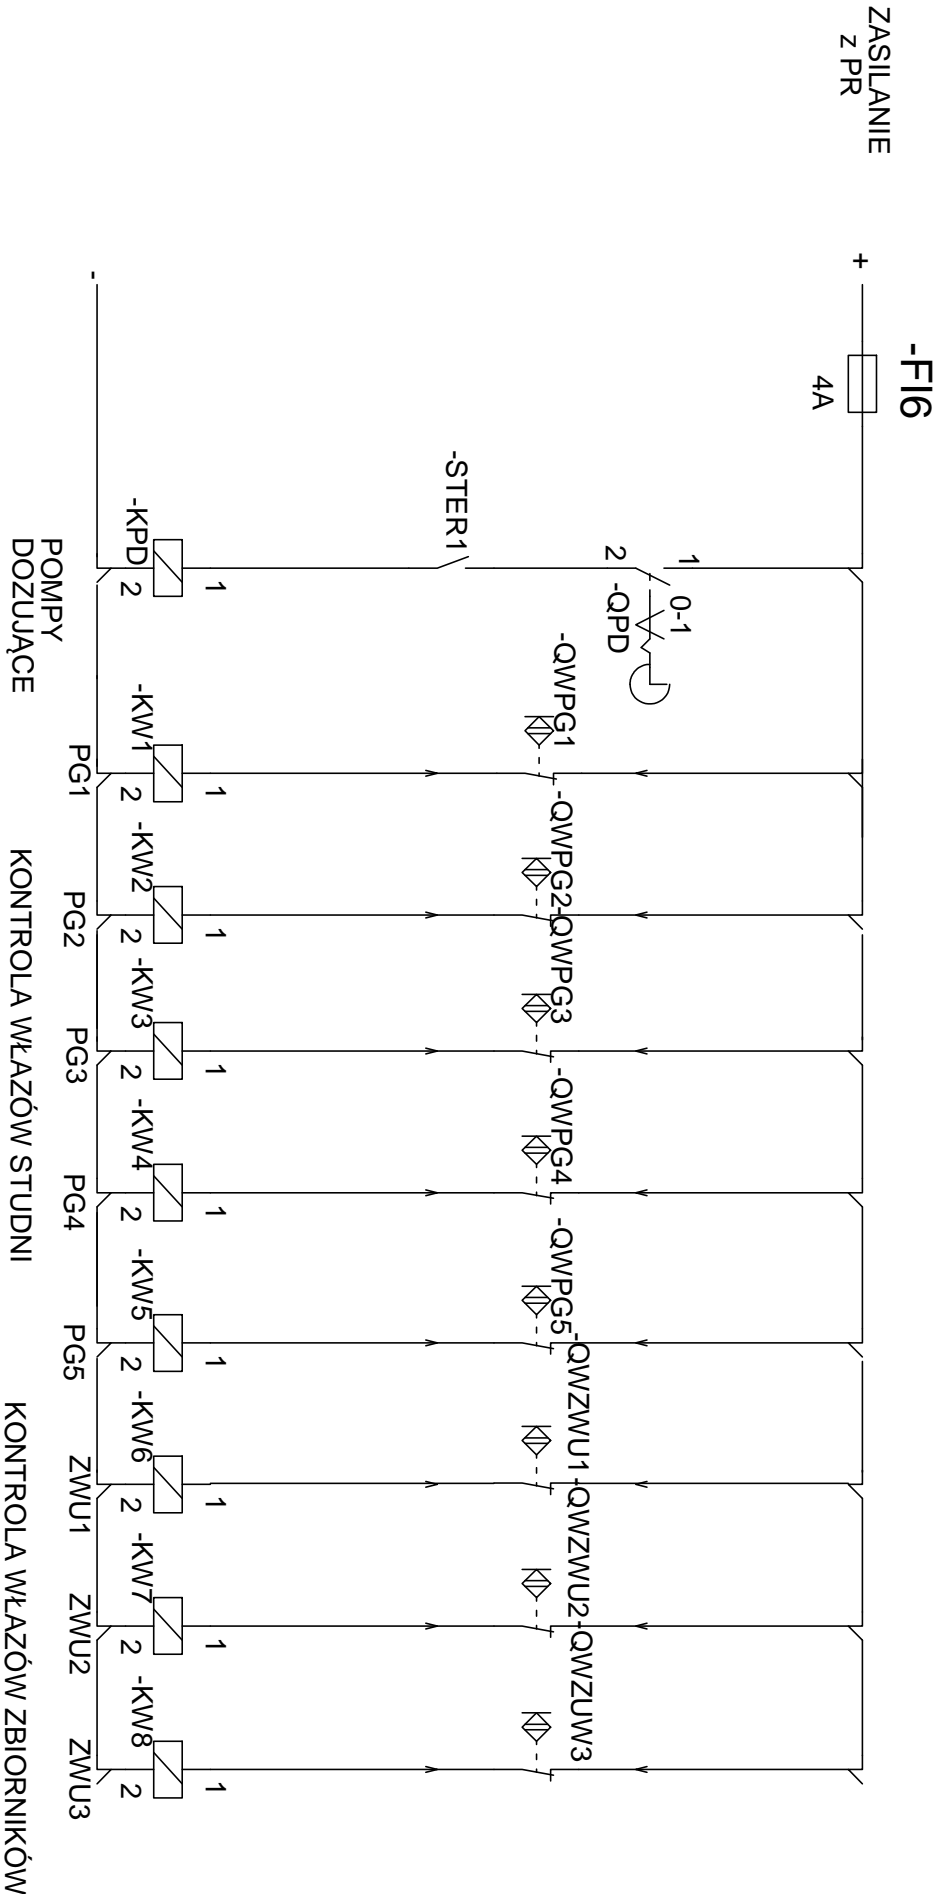 ZASILANIE
z PR
+
-FI6
4A
-
-STER1
1
2
0-1
-QPD
-QWPG1
-QWPG2
-QWPG3
-QWPG4
-QWPG5
-QWZWU1
-QWZWU2
-QWZUW3
-KPD
1
2
-KW1
1
2
-KW2
1
2
-KW3
1
2
-KW4
1
2
-KW5
1
2
-KW6
1
2
-KW7
1
2
-KW8
1
2
PG1
PG2
PG3
PG4
PG5
ZWU1
ZWU2
ZWU3
POMPY
DOZUJĄCE
KONTROLA WŁAZÓW STUDNI
KONTROLA WŁAZÓW ZBIORNIKÓW